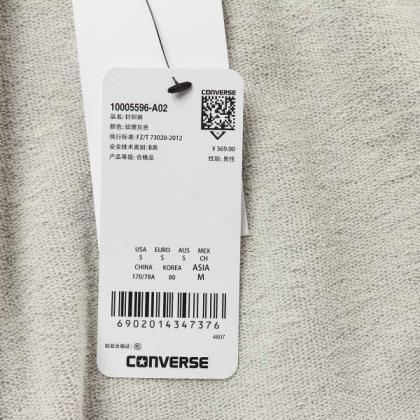 CONVERSE
10005596-A02
品名: 针织裤
颜色: 纹理灰色
执行标准: FZ/T 73020-2012
安全技术类别: B类
¥ 369.00
产品等级: 合格品
性别: 男性
USA EURO AUS MEX
S S S CH
CHINA KOREA ASIA
170/78A 80 M
6902014347376
4807
检验合格证:
CONVERSE